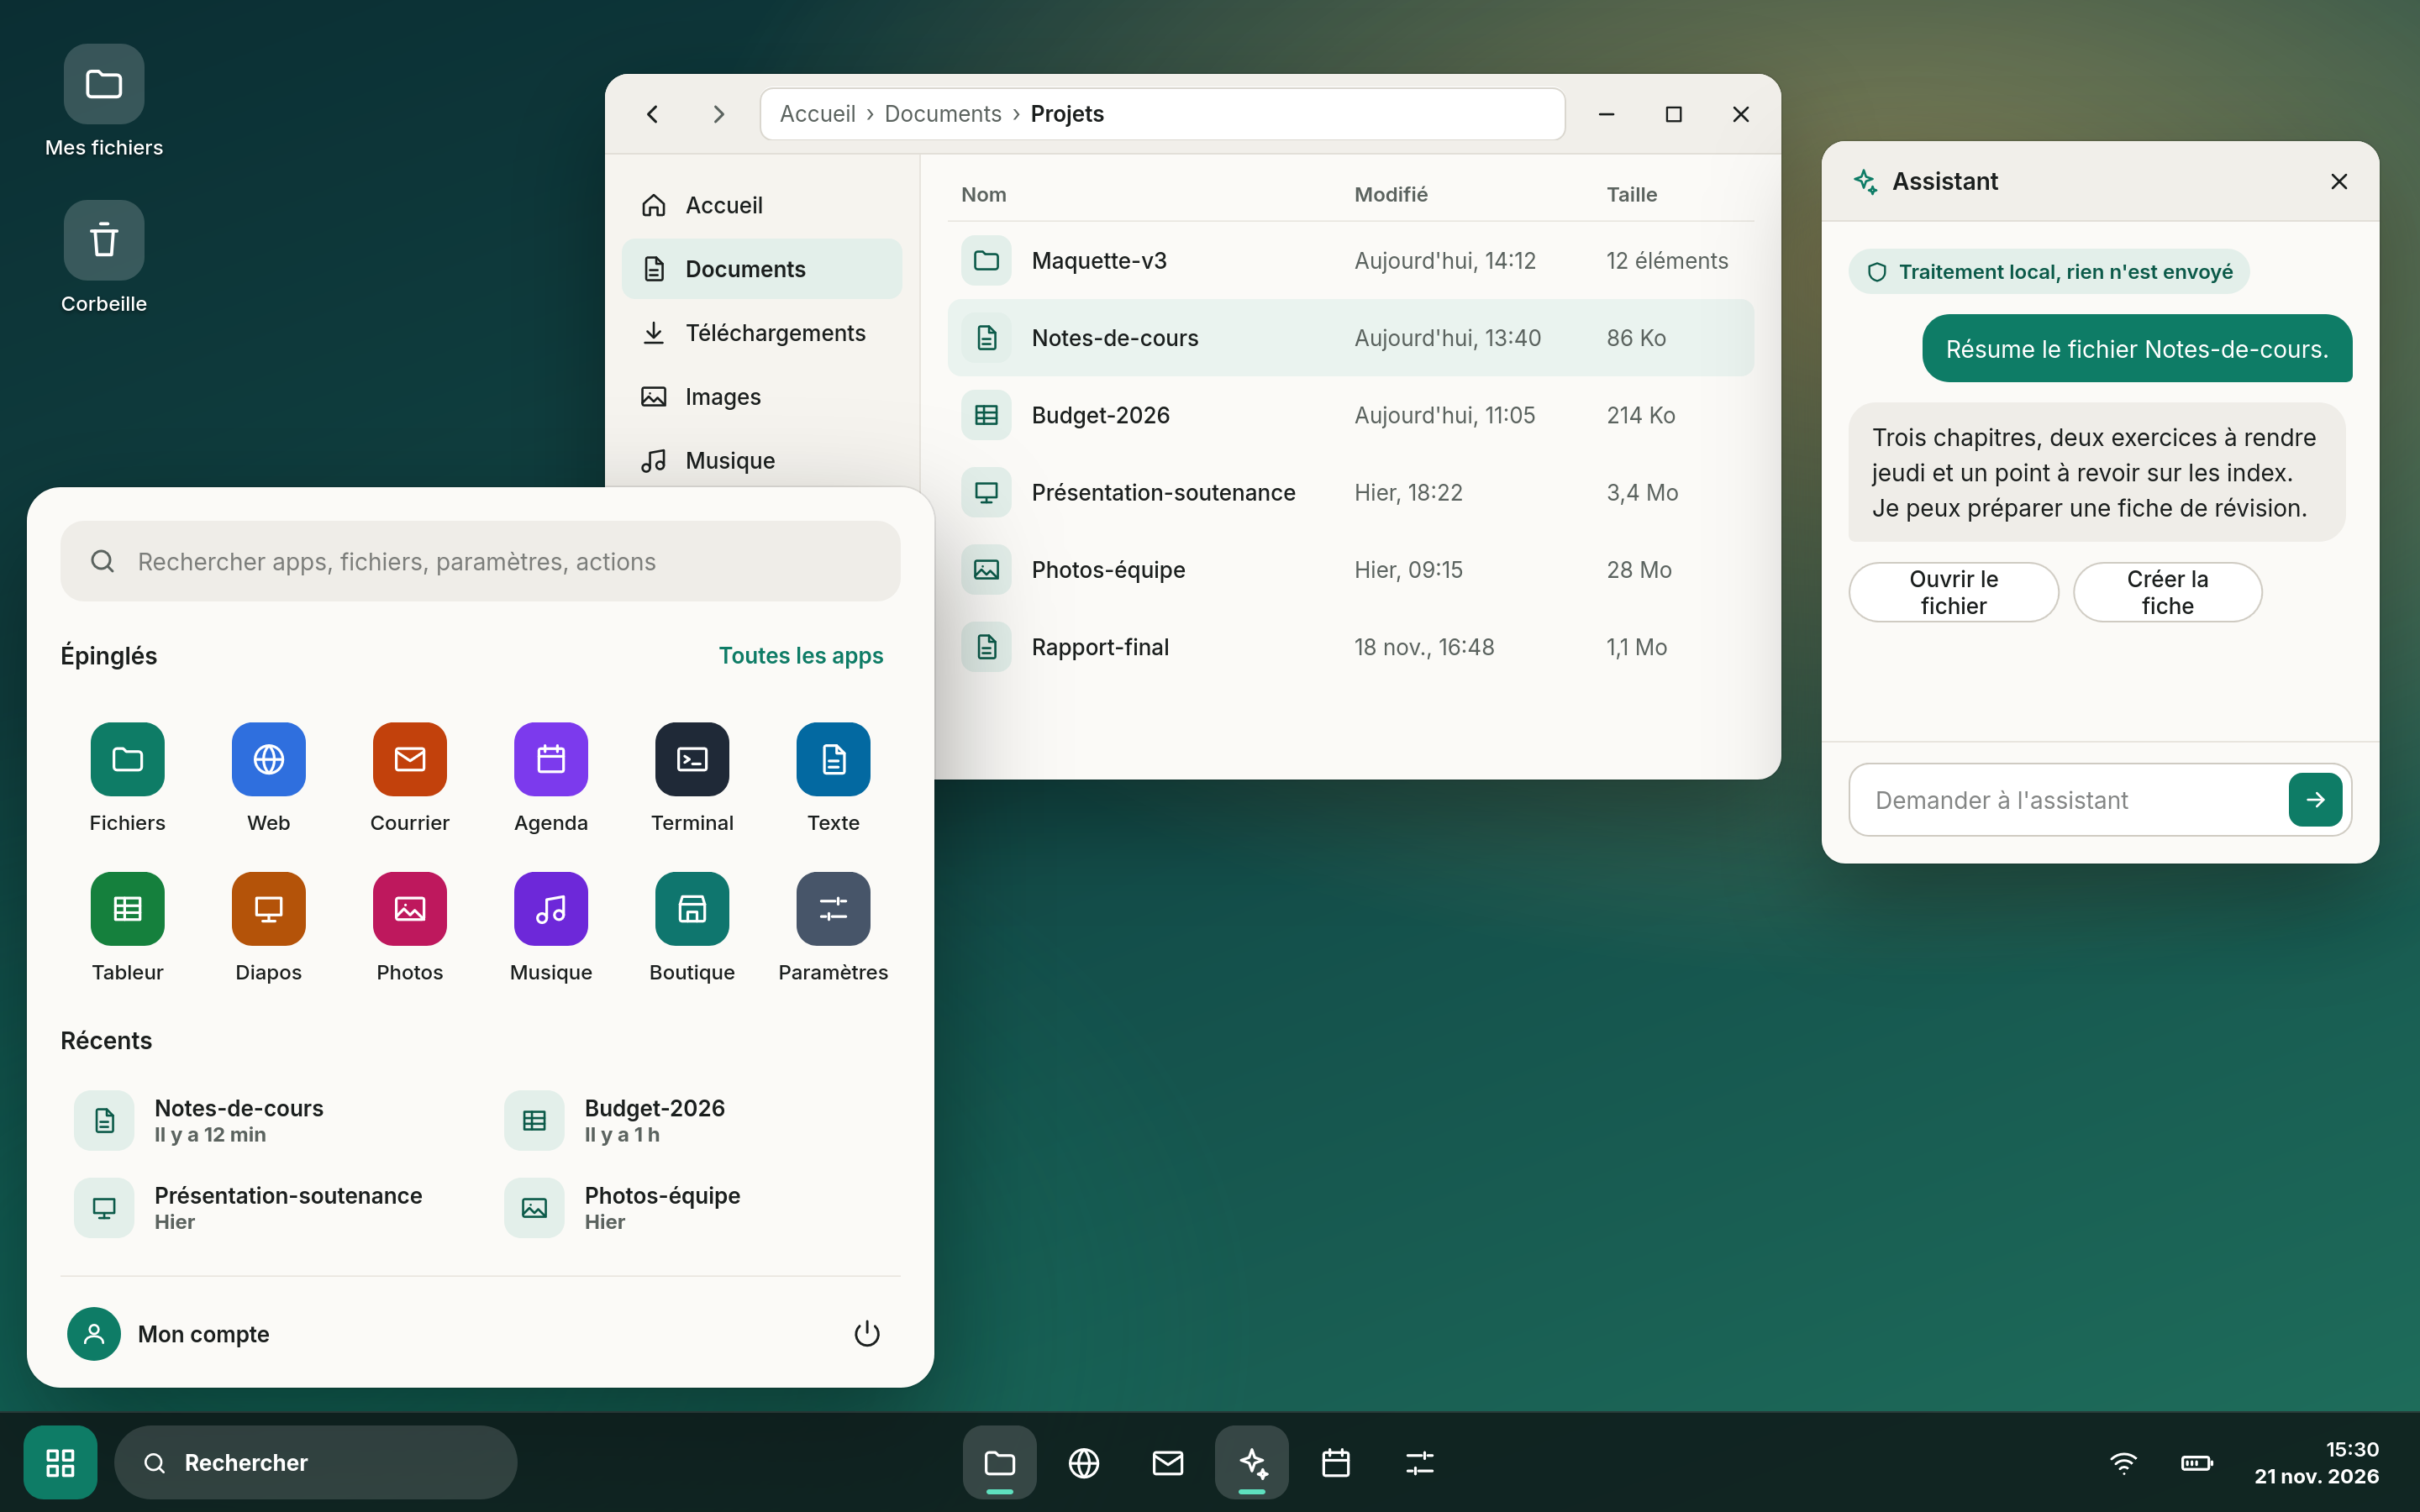 Mes fichiers
Corbeille
Accueil › Documents › Projets
Accueil
Documents
Téléchargements
Images
Musique
Nom Modifié Taille
Maquette-v3 Aujourd'hui, 14:12 12 éléments
Notes-de-cours Aujourd'hui, 13:40 86 Ko
Budget-2026 Aujourd'hui, 11:05 214 Ko
Présentation-soutenance Hier, 18:22 3,4 Mo
Photos-équipe Hier, 09:15 28 Mo
Rapport-final 18 nov., 16:48 1,1 Mo
Assistant
Traitement local, rien n'est envoyé
Résume le fichier Notes-de-cours.
Trois chapitres, deux exercices à rendre
jeudi et un point à revoir sur les index.
Je peux préparer une fiche de révision.
Ouvrir le
fichier
Créer la
fiche
Demander à l'assistant
Rechercher apps, fichiers, paramètres, actions
Épinglés
Toutes les apps
Fichiers Web Courrier Agenda Terminal Texte
Tableur Diapos Photos Musique Boutique Paramètres
Récents
Notes-de-cours
Il y a 12 min
Budget-2026
Il y a 1 h
Présentation-soutenance
Hier
Photos-équipe
Hier
Mon compte
Rechercher
15:30
21 nov. 2026